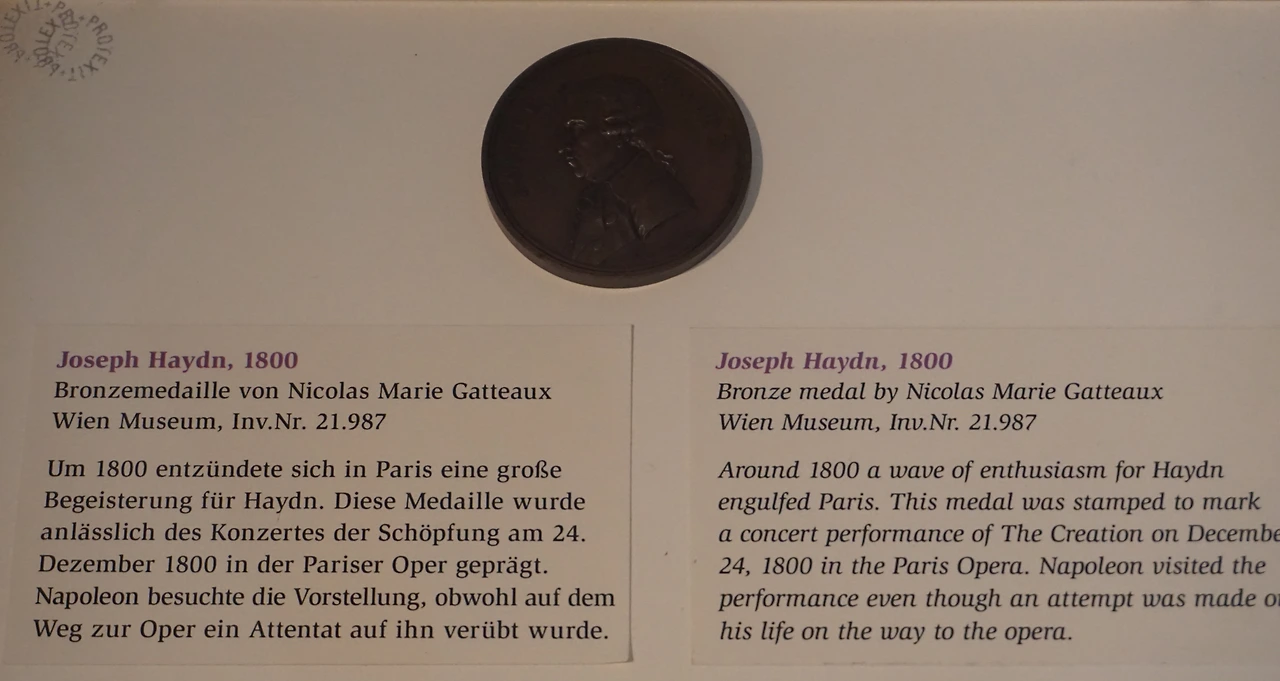 Joseph Haydn, 1800
Bronzemedaille von Nicolas Marie Gatteaux
Wien Museum, Inv.Nr. 21.987
Um 1800 entzündete sich in Paris eine große
Begeisterung für Haydn. Diese Medaille wurde
anlässlich des Konzertes der Schöpfung am 24.
Dezember 1800 in der Pariser Oper geprägt.
Napoleon besuchte die Vorstellung, obwohl auf dem
Weg zur Oper ein Attentat auf ihn verübt wurde.
Joseph Haydn, 1800
Bronze medal by Nicolas Marie Gatteaux
Wien Museum, Inv.Nr. 21.987
Around 1800 a wave of enthusiasm for Haydn
engulfed Paris. This medal was stamped to mark
a concert performance of The Creation on Decembe
24, 1800 in the Paris Opera. Napoleon visited the
performance even though an attempt was made o
his life on the way to the opera.